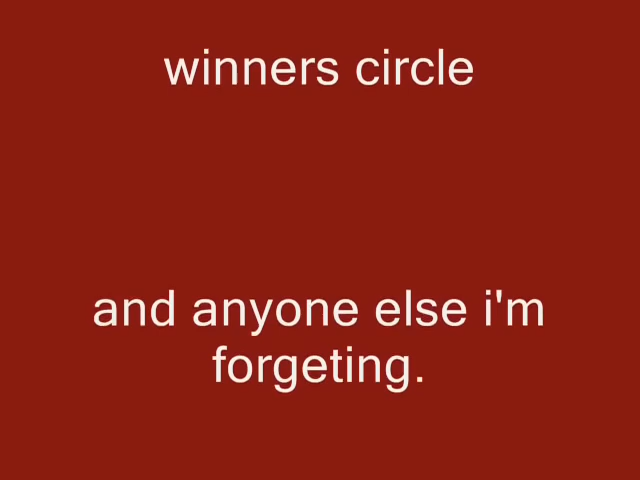 winners circle
and anyone else i'm
forgeting.